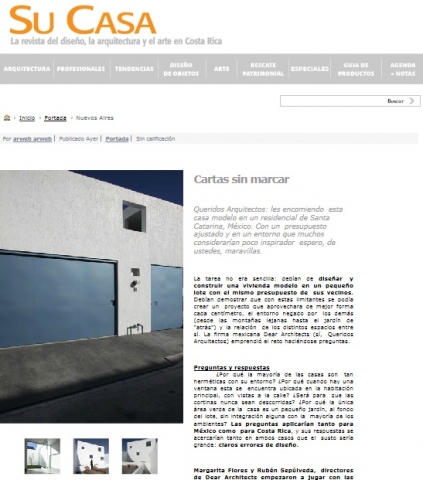 SU CASA
La revista del diseño, la arquitectura y el arte en Costa Rica
ARQUITECTURA PROFESIONALES TENDENCIAS DISEÑO DE OBJETOS ARTE RESCATE PATRIMONIAL ESPECIALES GUIA DE PRODUCTOS AGENDA + NOTAS
Buscar
Inicio › Portada › Nuevos Aires
Por arweb arweb | Publicado Ayer | Portada | Sin calificación
Cartas sin marcar
Queridos Arquitectos: les encomiendo esta
casa modelo en un residencial de Santa
Catarina, México. Con un presupuesto
ajustado y en un entorno que muchos
considerarían poco inspirador espero, de
ustedes, maravillas.
La tarea no era sencilla: debían de diseñar y
construir una vivienda modelo en un pequeño
lote con el mismo presupuesto de sus vecinos.
Debían demostrar que con estas limitantes se podía
crear un proyecto que aprovechara de mejor forma
cada centímetro, el entorno negado por los demás
(desde las montañas lejanas hasta el jardín de
"atrás") y la relación de los distintos espacios entre
sí. La firma mexicana Dear Architects (sí, Queridos
Arquitectos) emprendió el reto haciéndose preguntas.
Preguntas y respuestas
¿Por qué la mayoría de las casas son tan
herméticas con su entorno? ¿Por qué cuando hay una
ventana esta se encuentra ubicada en la habitación
principal, con vistas a la calle? ¿Será para que las
cortinas nunca sean descorridas? ¿Por qué la única
área verde de la casa es un pequeño jardín, al fondo
del lote, sin integración alguna con la mayoría de los
ambientes? Las preguntas aplicarían tanto para
México como para Costa Rica, y sus respuestas se
acercarían tanto en ambos casos que el susto sería
grande: claros errores de diseño.
Margarita Flores y Rubén Sepúlveda, directores
de Dear Architects empezaron a jugar con las